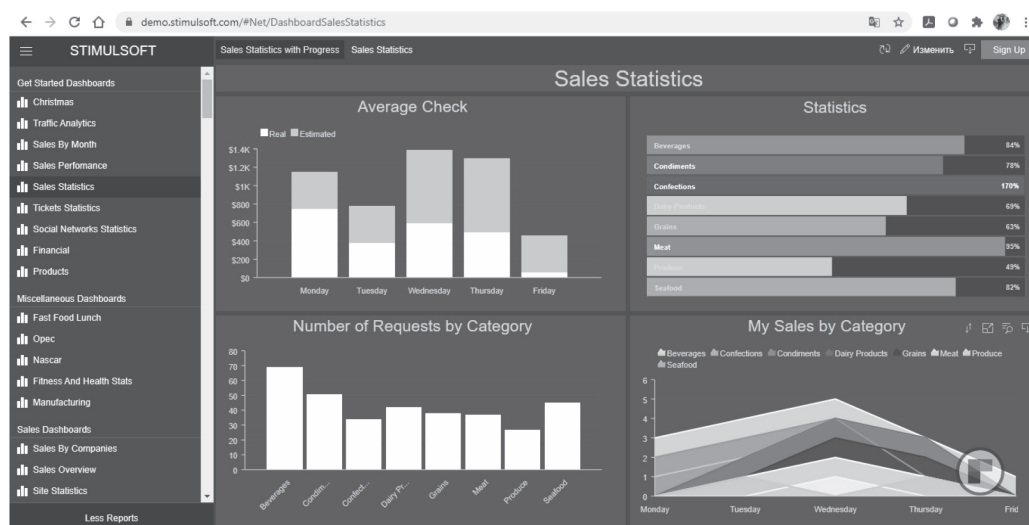 demo.stimulsoft.com/#Net/DashboardSalesStatistics
STIMULSOFT
Sales Statistics with Progress Sales Statistics
Изменить
Sign Up
Get Started Dashboards
Christmas
Traffic Analytics
Sales By Month
Sales Perfomance
Sales Statistics
Tickets Statistics
Social Networks Statistics
Financial
Products
Miscellaneous Dashboards
Fast Food Lunch
Opec
Nascar
Fitness And Health Stats
Manufacturing
Sales Dashboards
Sales By Companies
Sales Overview
Site Statistics
Less Reports
Sales Statistics
Average Check
Real Estimated
$1.4K
$1.2K
$1K
$800
$600
$400
$200
$0
Monday Tuesday Wednesday Thursday Friday
Statistics
Beverages 84%
Condiments 78%
Confections 170%
Dairy Products 69%
Grains 63%
Meat 95%
Produce 49%
Seafood 82%
Number of Requests by Category
80
70
60
50
40
30
20
10
0
Beverages Condim... Confect... Dairy Pr... Grains Meat Produce Seafood
My Sales by Category
Beverages Confections Condiments Dairy Products Grains Meat Produce
Seafood
6
5
4
3
2
1
0
Monday Tuesday Wednesday Thursday Frid